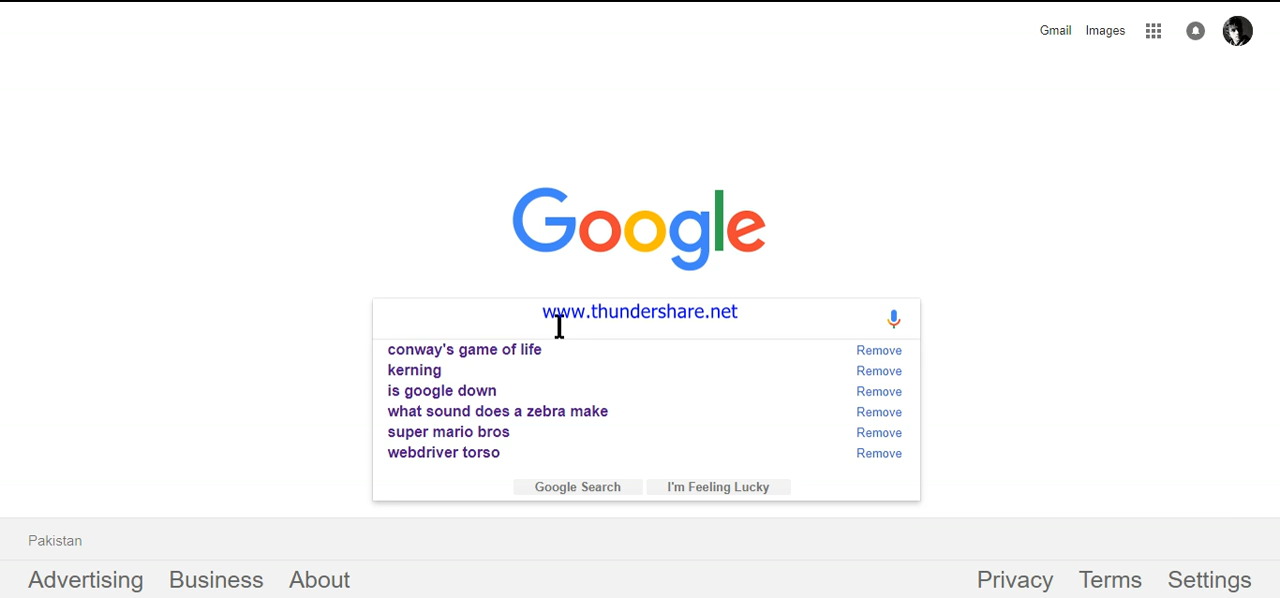 Gmail Images
Google
www.thundershare.net
conway's game of life Remove
kerning Remove
is google down Remove
what sound does a zebra make Remove
super mario bros Remove
webdriver torso Remove
Google Search I'm Feeling Lucky
Pakistan
Advertising Business About Privacy Terms Settings